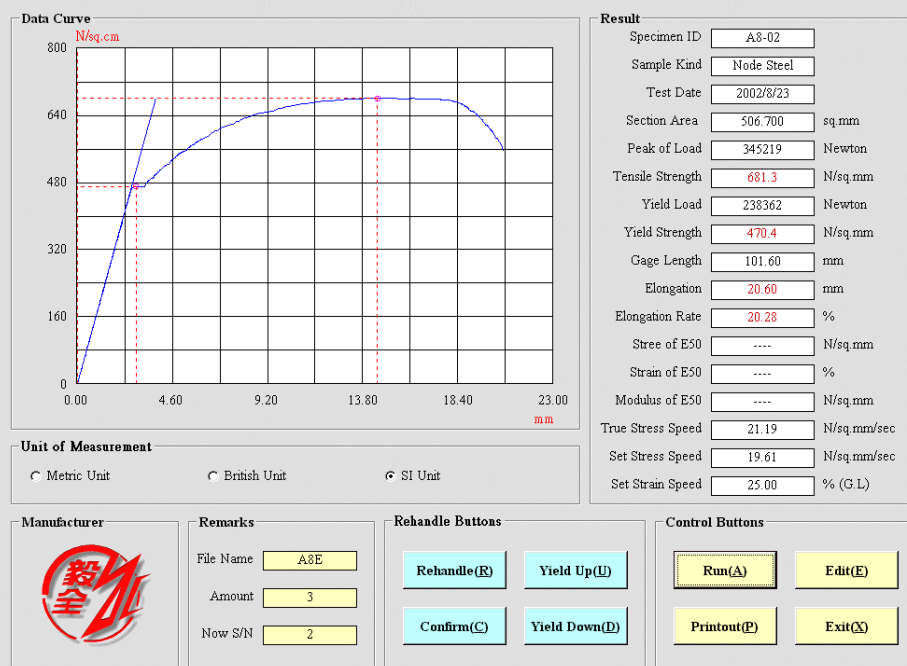 Data Curve
N/sq.cm
800
640
480
320
160
0
0.00 4.60 9.20 13.80 18.40 23.00
mm
Result
Specimen ID A8-02
Sample Kind Node Steel
Test Date 2002/8/23
Section Area 506.700 sq.mm
Peak of Load 345219 Newton
Tensile Strength 681.3 N/sq.mm
Yield Load 238362 Newton
Yield Strength 470.4 N/sq.mm
Gage Length 101.60 mm
Elongation 20.60 mm
Elongation Rate 20.28 %
Stree of E50 ---- N/sq.mm
Strain of E50 ---- %
Modulus of E50 ---- N/sq.mm
True Stress Speed 21.19 N/sq.mm/sec
Set Stress Speed 19.61 N/sq.mm/sec
Set Strain Speed 25.00 % (G.L)
Unit of Measurement
Metric Unit British Unit SI Unit
Manufacturer
毅
全
Remarks
File Name A8E
Amount 3
Now S/N 2
Rehandle Buttons
Rehandle(R) Yield Up(U)
Confirm(C) Yield Down(D)
Control Buttons
Run(A) Edit(E)
Printout(P) Exit(X)